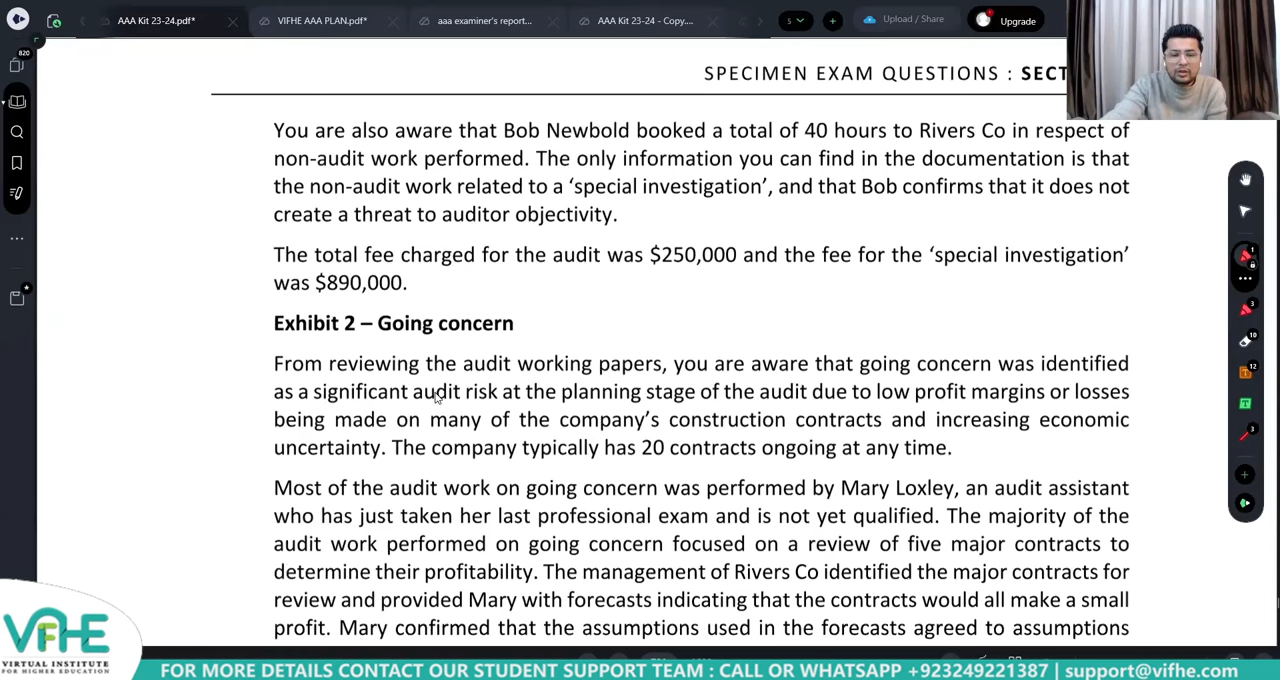 AAA Kit 23-24.pdf*
VIFHE AAA PLAN.pdf*
aaa examiner's report...
AAA Kit 23-24 - Copy....
5
Upload / Share
Upgrade
820
SPECIMEN EXAM QUESTIONS : SECT
You are also aware that Bob Newbold booked a total of 40 hours to Rivers Co in respect of
non-audit work performed. The only information you can find in the documentation is that
the non-audit work related to a ‘special investigation’, and that Bob confirms that it does not
create a threat to auditor objectivity.
The total fee charged for the audit was $250,000 and the fee for the ‘special investigation’
was $890,000.
Exhibit 2 – Going concern
From reviewing the audit working papers, you are aware that going concern was identified
as a significant audit risk at the planning stage of the audit due to low profit margins or losses
being made on many of the company’s construction contracts and increasing economic
uncertainty. The company typically has 20 contracts ongoing at any time.
Most of the audit work on going concern was performed by Mary Loxley, an audit assistant
who has just taken her last professional exam and is not yet qualified. The majority of the
audit work performed on going concern focused on a review of five major contracts to
determine their profitability. The management of Rivers Co identified the major contracts for
review and provided Mary with forecasts indicating that the contracts would all make a small
profit. Mary confirmed that the assumptions used in the forecasts agreed to assumptions
1
3
10
12
3
VIFHE
VIRTUAL INSTITUTE
FOR HIGHER EDUCATION
FOR MORE DETAILS CONTACT OUR STUDENT SUPPORT TEAM : CALL OR WHATSAPP +923249221387 | support@vifhe.com